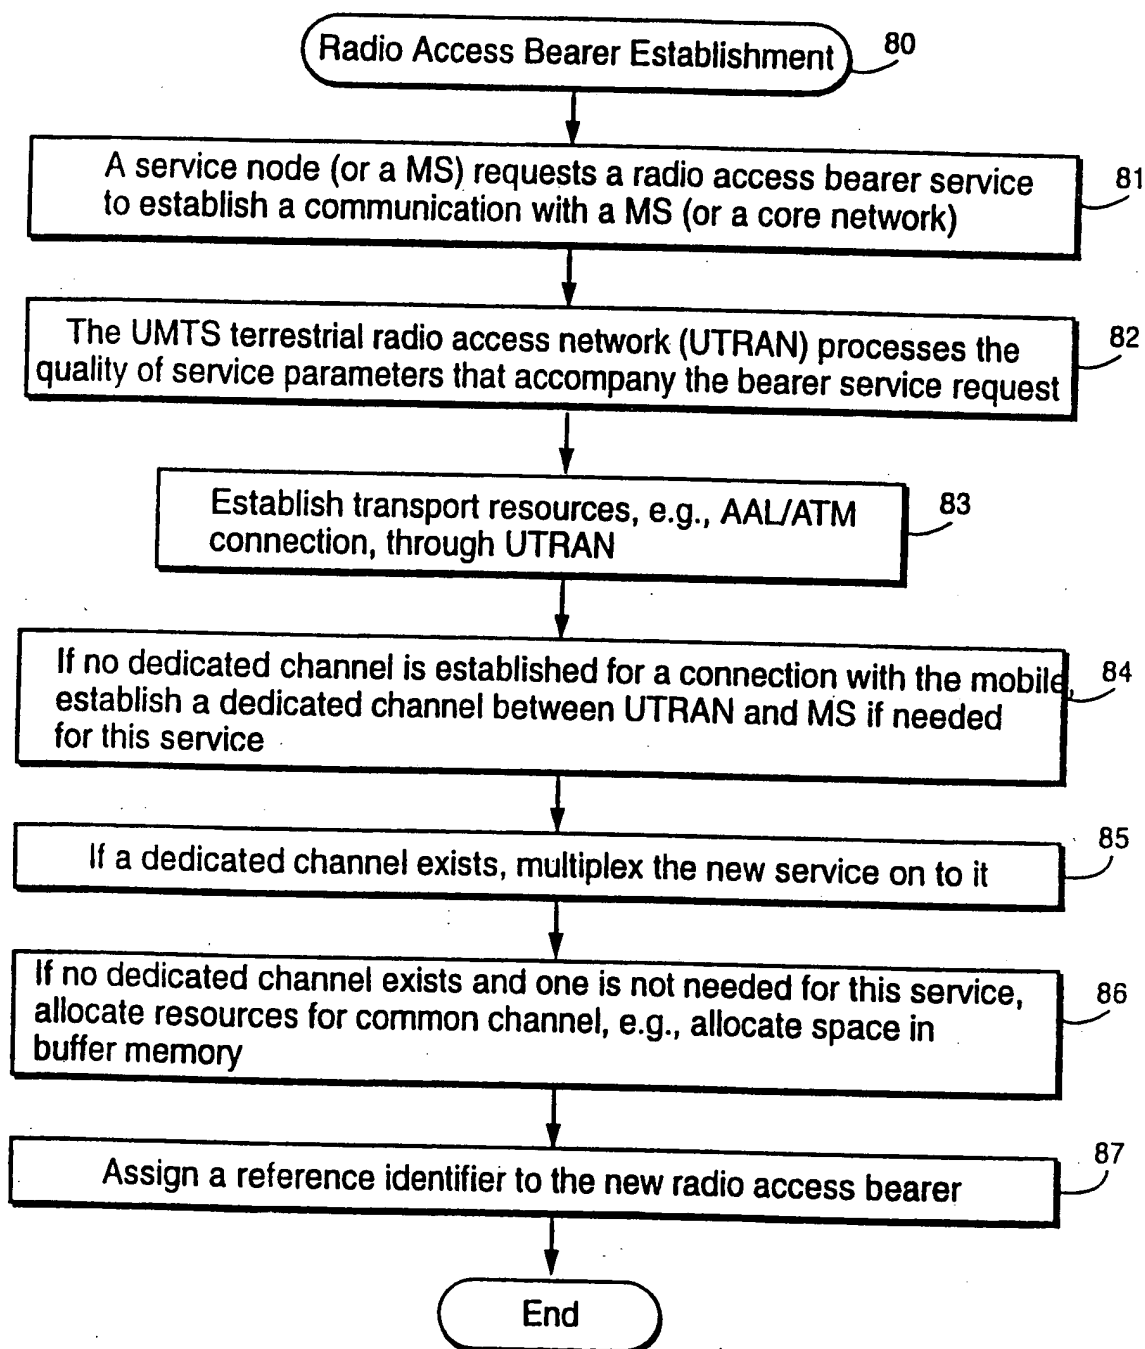 Radio Access Bearer Establishment
80
A service node (or a MS) requests a radio access bearer service
to establish a communication with a MS (or a core network)
81
The UMTS terrestrial radio access network (UTRAN) processes the
quality of service parameters that accompany the bearer service request
82
Establish transport resources, e.g., AAL/ATM
connection, through UTRAN
83
If no dedicated channel is established for a connection with the mobile,
establish a dedicated channel between UTRAN and MS if needed
for this service
84
If a dedicated channel exists, multiplex the new service on to it
85
If no dedicated channel exists and one is not needed for this service,
allocate resources for common channel, e.g., allocate space in
buffer memory
86
Assign a reference identifier to the new radio access bearer
87
End